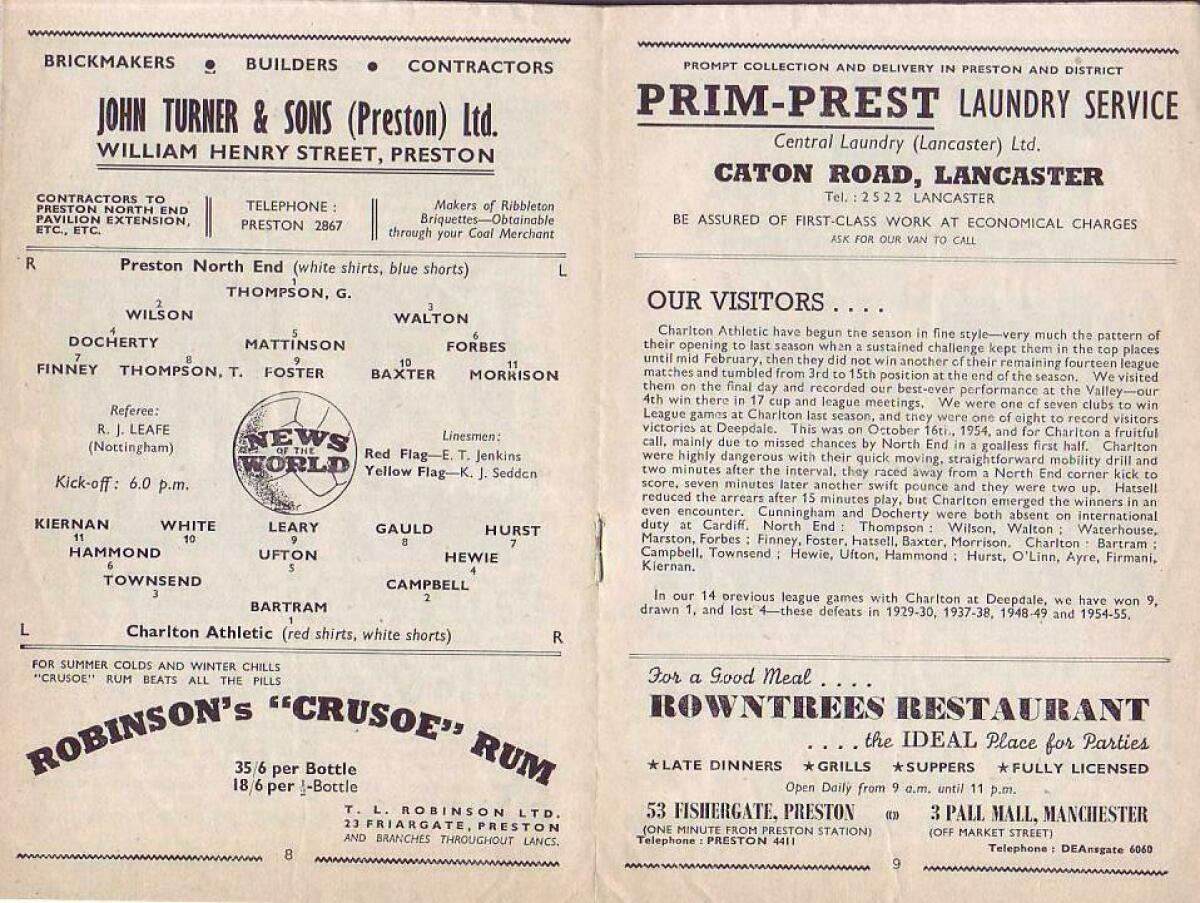 BRICKMAKERS • BUILDERS • CONTRACTORS
JOHN TURNER & SONS (Preston) Ltd.
WILLIAM HENRY STREET, PRESTON
CONTRACTORS TO
PRESTON NORTH END
PAVILION EXTENSION,
ETC., ETC.
TELEPHONE :
PRESTON 2867
Makers of Ribbleton
Briquettes—Obtainable
through your Coal Merchant
R Preston North End (white shirts, blue shorts) L
1
THOMPSON, G.
2 3
WILSON WALTON
4 5 6
DOCHERTY MATTINSON FORBES
7 8 9 10 11
FINNEY THOMPSON, T. FOSTER BAXTER MORRISON
Referee:
R. J. LEAFE
(Nottingham)
Kick-off : 6.0 p.m.
NEWS
OF THE
WORLD
Linesmen:
Red Flag—E. T. Jenkins
Yellow Flag—K. J. Seddon
KIERNAN WHITE LEARY GAULD HURST
11 10 9 8 7
HAMMOND UFTON HEWIE
6 5 4
TOWNSEND CAMPBELL
3 2
BARTRAM
1
L Charlton Athletic (red shirts, white shorts) R
FOR SUMMER COLDS AND WINTER CHILLS
"CRUSOE" RUM BEATS ALL THE PILLS
ROBINSON's "CRUSOE" RUM
35/6 per Bottle
18/6 per ½-Bottle
T. L. ROBINSON LTD.
23 FRIARGATE, PRESTON
AND BRANCHES THROUGHOUT LANCS.
8
PROMPT COLLECTION AND DELIVERY IN PRESTON AND DISTRICT
PRIM-PREST LAUNDRY SERVICE
Central Laundry (Lancaster) Ltd.
CATON ROAD, LANCASTER
Tel. : 2522 LANCASTER
BE ASSURED OF FIRST-CLASS WORK AT ECONOMICAL CHARGES
ASK FOR OUR VAN TO CALL
OUR VISITORS . . . .
Charlton Athletic have begun the season in fine style—very much the pattern of
their opening to last season when a sustained challenge kept them in the top places
until mid February, then they did not win another of their remaining fourteen league
matches and tumbled from 3rd to 15th position at the end of the season. We visited
them on the final day and recorded our best-ever performance at the Valley—our
4th win there in 17 cup and league meetings. We were one of seven clubs to win
League games at Charlton last season, and they were one of eight to record visitors
victories at Deepdale. This was on October 16th, 1954, and for Charlton a fruitful
call, mainly due to missed chances by North End in a goalless first half. Charlton
were highly dangerous with their quick moving, straightforward mobility drill and
two minutes after the interval, they raced away from a North End corner kick to
score, seven minutes later another swift pounce and they were two up. Hatsell
reduced the arrears after 15 minutes play, but Charlton emerged the winners in an
even encounter. Cunningham and Docherty were both absent on international
duty at Cardiff. North End : Thompson : Wilson, Walton ; Waterhouse,
Marston, Forbes ; Finney, Foster, Hatsell, Baxter, Morrison. Charlton : Bartram ;
Campbell, Townsend ; Hewie, Ufton, Hammond ; Hurst, O'Linn, Ayre, Firmani,
Kiernan.
In our 14 previous league games with Charlton at Deepdale, we have won 9,
drawn 1, and lost 4—these defeats in 1929-30, 1937-38, 1948-49 and 1954-55.
For a Good Meal . . . .
ROWNTREES RESTAURANT
. . . . the IDEAL Place for Parties
★LATE DINNERS ★GRILLS ★SUPPERS ★FULLY LICENSED
Open Daily from 9 a.m. until 11 p.m.
53 FISHERGATE, PRESTON
(ONE MINUTE FROM PRESTON STATION)
Telephone : PRESTON 4411
3 PALL MALL, MANCHESTER
(OFF MARKET STREET)
Telephone : DEAnsgate 6060
9